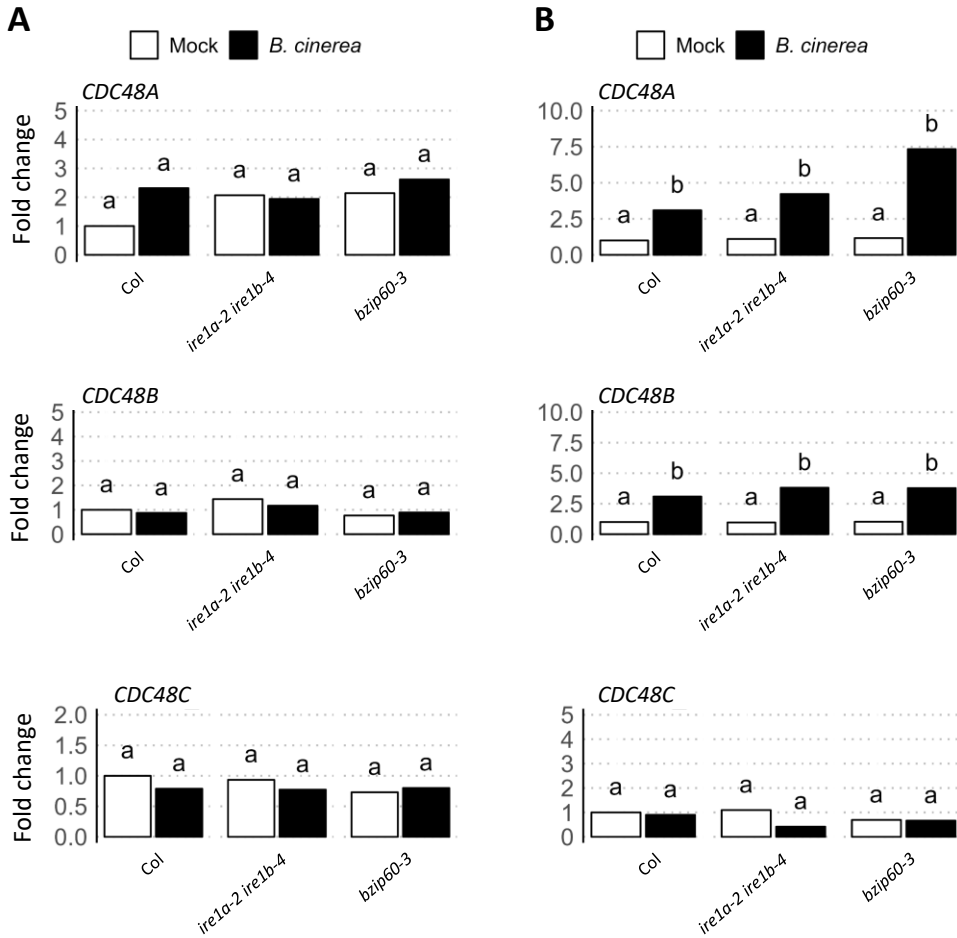 A
Mock B. cinerea
CDC48A
Fold change
5
4
3
2
1
0
a a a a a a
Col ire1a-2 ire1b-4 bzip60-3
CDC48B
Fold change
5
4
3
2
1
0
a a a a a a
Col ire1a-2 ire1b-4 bzip60-3
CDC48C
Fold change
2.0
1.5
1.0
0.5
0.0
a a a a a a
Col ire1a-2 ire1b-4 bzip60-3
B
Mock B. cinerea
CDC48A
10.0
7.5
5.0
2.5
0.0
a b a b a b
Col ire1a-2 ire1b-4 bzip60-3
CDC48B
10.0
7.5
5.0
2.5
0.0
a b a b a b
Col ire1a-2 ire1b-4 bzip60-3
CDC48C
5
4
3
2
1
0
a a a a a a
Col ire1a-2 ire1b-4 bzip60-3